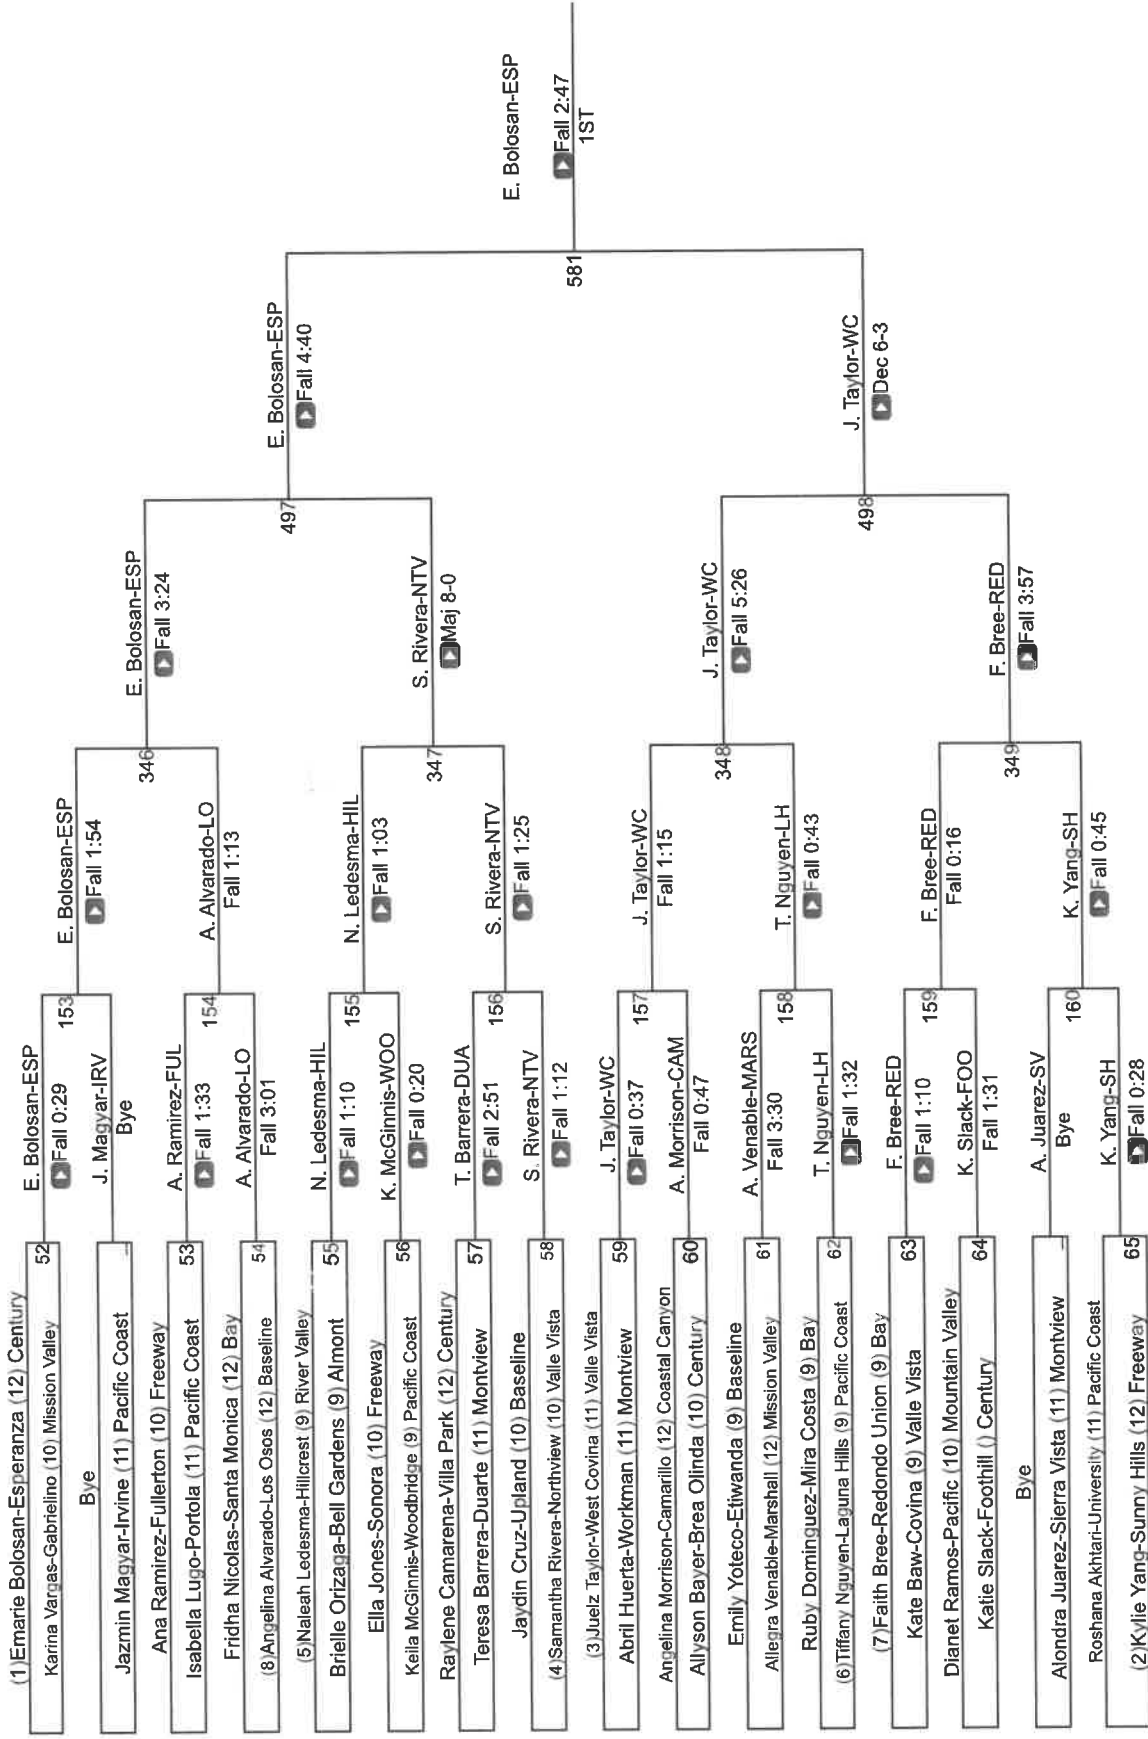 (1)Emarie Bolosan-Esperanza (12) Century
52
Karina Vargas-Gabrielino (10) Mission Valley
Bye
Jazmin Magyar-Irvine (11) Pacific Coast
Ana Ramirez-Fullerton (10) Freeway
53
Isabella Lugo-Portola (11) Pacific Coast
Fridha Nicolas-Santa Monica (12) Bay
54
(8)Angelina Alvarado-Los Osos (12) Baseline
(5)Naleah Ledesma-Hillcrest (9) River Valley
55
Brielle Orizaga-Bell Gardens (9) Almont
Ella Jones-Sonora (10) Freeway
56
Keila McGinnis-Woodbridge (9) Pacific Coast
Raylene Camarena-Villa Park (12) Century
57
Teresa Barrera-Duarte (11) Montview
Jaydin Cruz-Upland (10) Baseline
58
(4)Samantha Rivera-Northview (10) Valle Vista
(3)Juelz Taylor-West Covina (11) Valle Vista
59
Abril Huerta-Workman (11) Montview
Angelina Morrison-Camarillo (12) Coastal Canyon
60
Allyson Bayer-Brea Olinda (10) Century
Emily Yoteco-Etiwanda (9) Baseline
61
Allegra Venable-Marshall (12) Mission Valley
Ruby Dominguez-Mira Costa (9) Bay
62
(6)Tiffany Nguyen-Laguna Hills (9) Pacific Coast
(7)Faith Bree-Redondo Union (9) Bay
63
Kate Baw-Covina (9) Valle Vista
Dianet Ramos-Pacific (10) Mountain Valley
64
Katie Slack-Foothill () Century
Bye
Alondra Juarez-Sierra Vista (11) Montview
Roshana Akhtari-University (11) Pacific Coast
65
(2)Kylie Yang-Sunny Hills (12) Freeway
E. Bolosan-ESP
Fall 0:29
153
J. Magyar-IRV
Bye
A. Ramirez-FUL
Fall 1:33
154
A. Alvarado-LO
Fall 3:01
N. Ledesma-HIL
Fall 1:10
155
K. McGinnis-WOO
Fall 0:20
T. Barrera-DUA
Fall 2:51
156
S. Rivera-NTV
Fall 1:12
J. Taylor-WC
Fall 0:37
157
A. Morrison-CAM
Fall 0:47
A. Venable-MARS
Fall 3:30
158
T. Nguyen-LH
Fall 1:32
F. Bree-RED
Fall 1:10
159
K. Slack-FOO
Fall 1:31
A. Juarez-SV
Bye
160
K. Yang-SH
Fall 0:28
E. Bolosan-ESP
Fall 1:54
346
A. Alvarado-LO
Fall 1:13
N. Ledesma-HIL
Fall 1:03
347
S. Rivera-NTV
Fall 1:25
J. Taylor-WC
Fall 1:15
348
T. Nguyen-LH
Fall 0:43
F. Bree-RED
Fall 0:16
349
K. Yang-SH
Fall 0:45
E. Bolosan-ESP
Fall 3:24
497
S. Rivera-NTV
Maj 8-0
J. Taylor-WC
Fall 5:26
498
F. Bree-RED
Fall 3:57
E. Bolosan-ESP
Fall 4:40
581
J. Taylor-WC
Dec 6-3
E. Bolosan-ESP
Fall 2:47
1ST